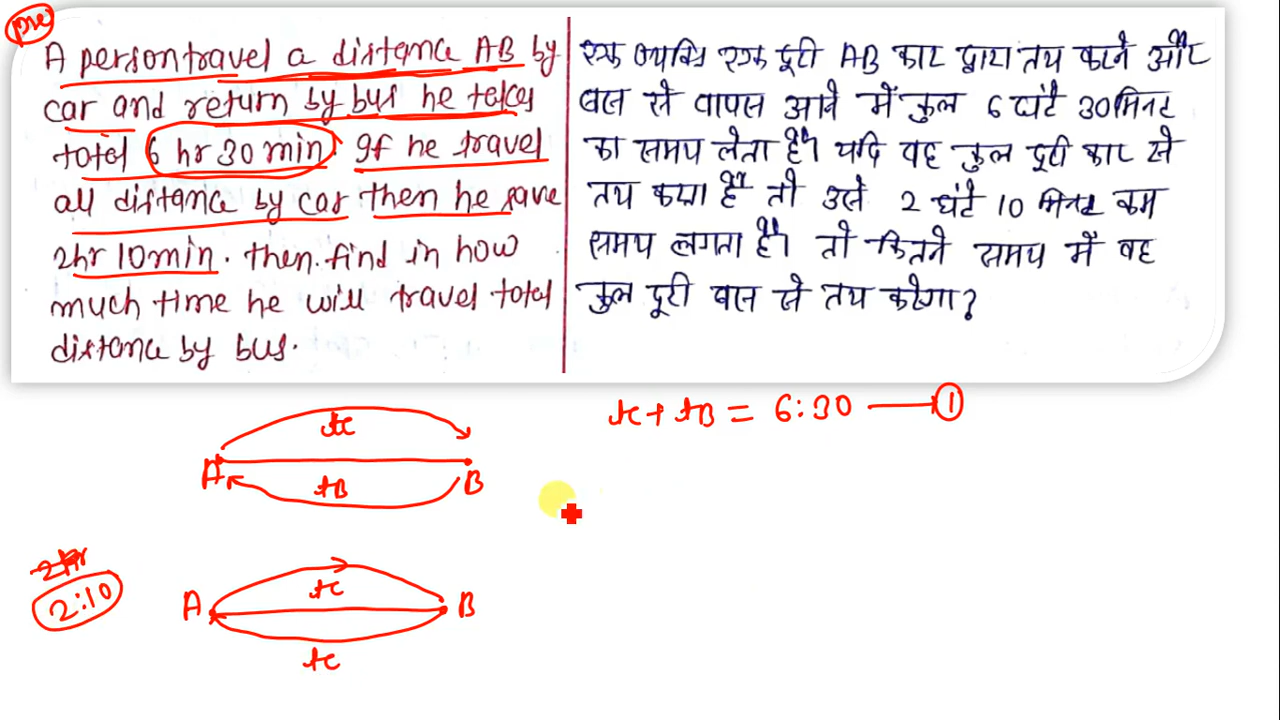 pre
A person travel a distance AB by
car and return by bus he takes
total 6 hr 30 min. If he travel
all distance by car then he save
2hr 10min. then find in how
much time he will travel total
distance by bus.
एक व्यक्ति एक दूरी AB कार द्वारा तय करने और
बस से वापस आने में कुल 6 घंटे 30 मिनट
का समय लेता है। यदि वह कुल दूरी कार से
तय करता है तो उसे 2 घंटे 10 मिनट कम
समय लगता है। तो कितने समय में वह
कुल दूरी बस से तय करेगा?
tc
A B
tB
tc + tB = 6:30 ① 
2hr
2:10
tc
A B
tc